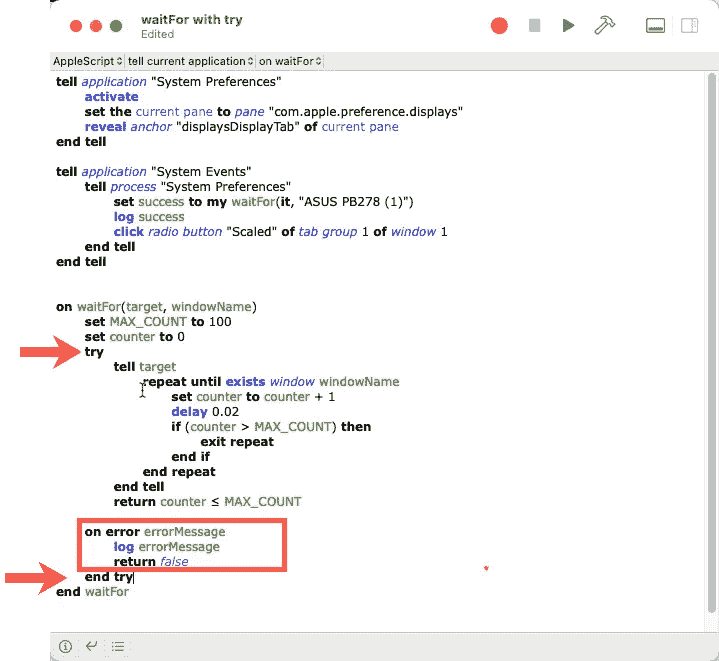 waitFor with try
Edited
AppleScript tell current application on waitFor
tell application "System Preferences"
activate
set the current pane to pane "com.apple.preference.displays"
reveal anchor "displaysDisplayTab" of current pane
end tell
tell application "System Events"
tell process "System Preferences"
set success to my waitFor(it, "ASUS PB278 (1)")
log success
click radio button "Scaled" of tab group 1 of window 1
end tell
end tell
on waitFor(target, windowName)
set MAX_COUNT to 100
set counter to 0
try
tell target
repeat until exists window windowName
set counter to counter + 1
delay 0.02
if (counter > MAX_COUNT) then
exit repeat
end if
end repeat
end tell
return counter ≤ MAX_COUNT
on error errorMessage
log errorMessage
return false
end try
end waitFor